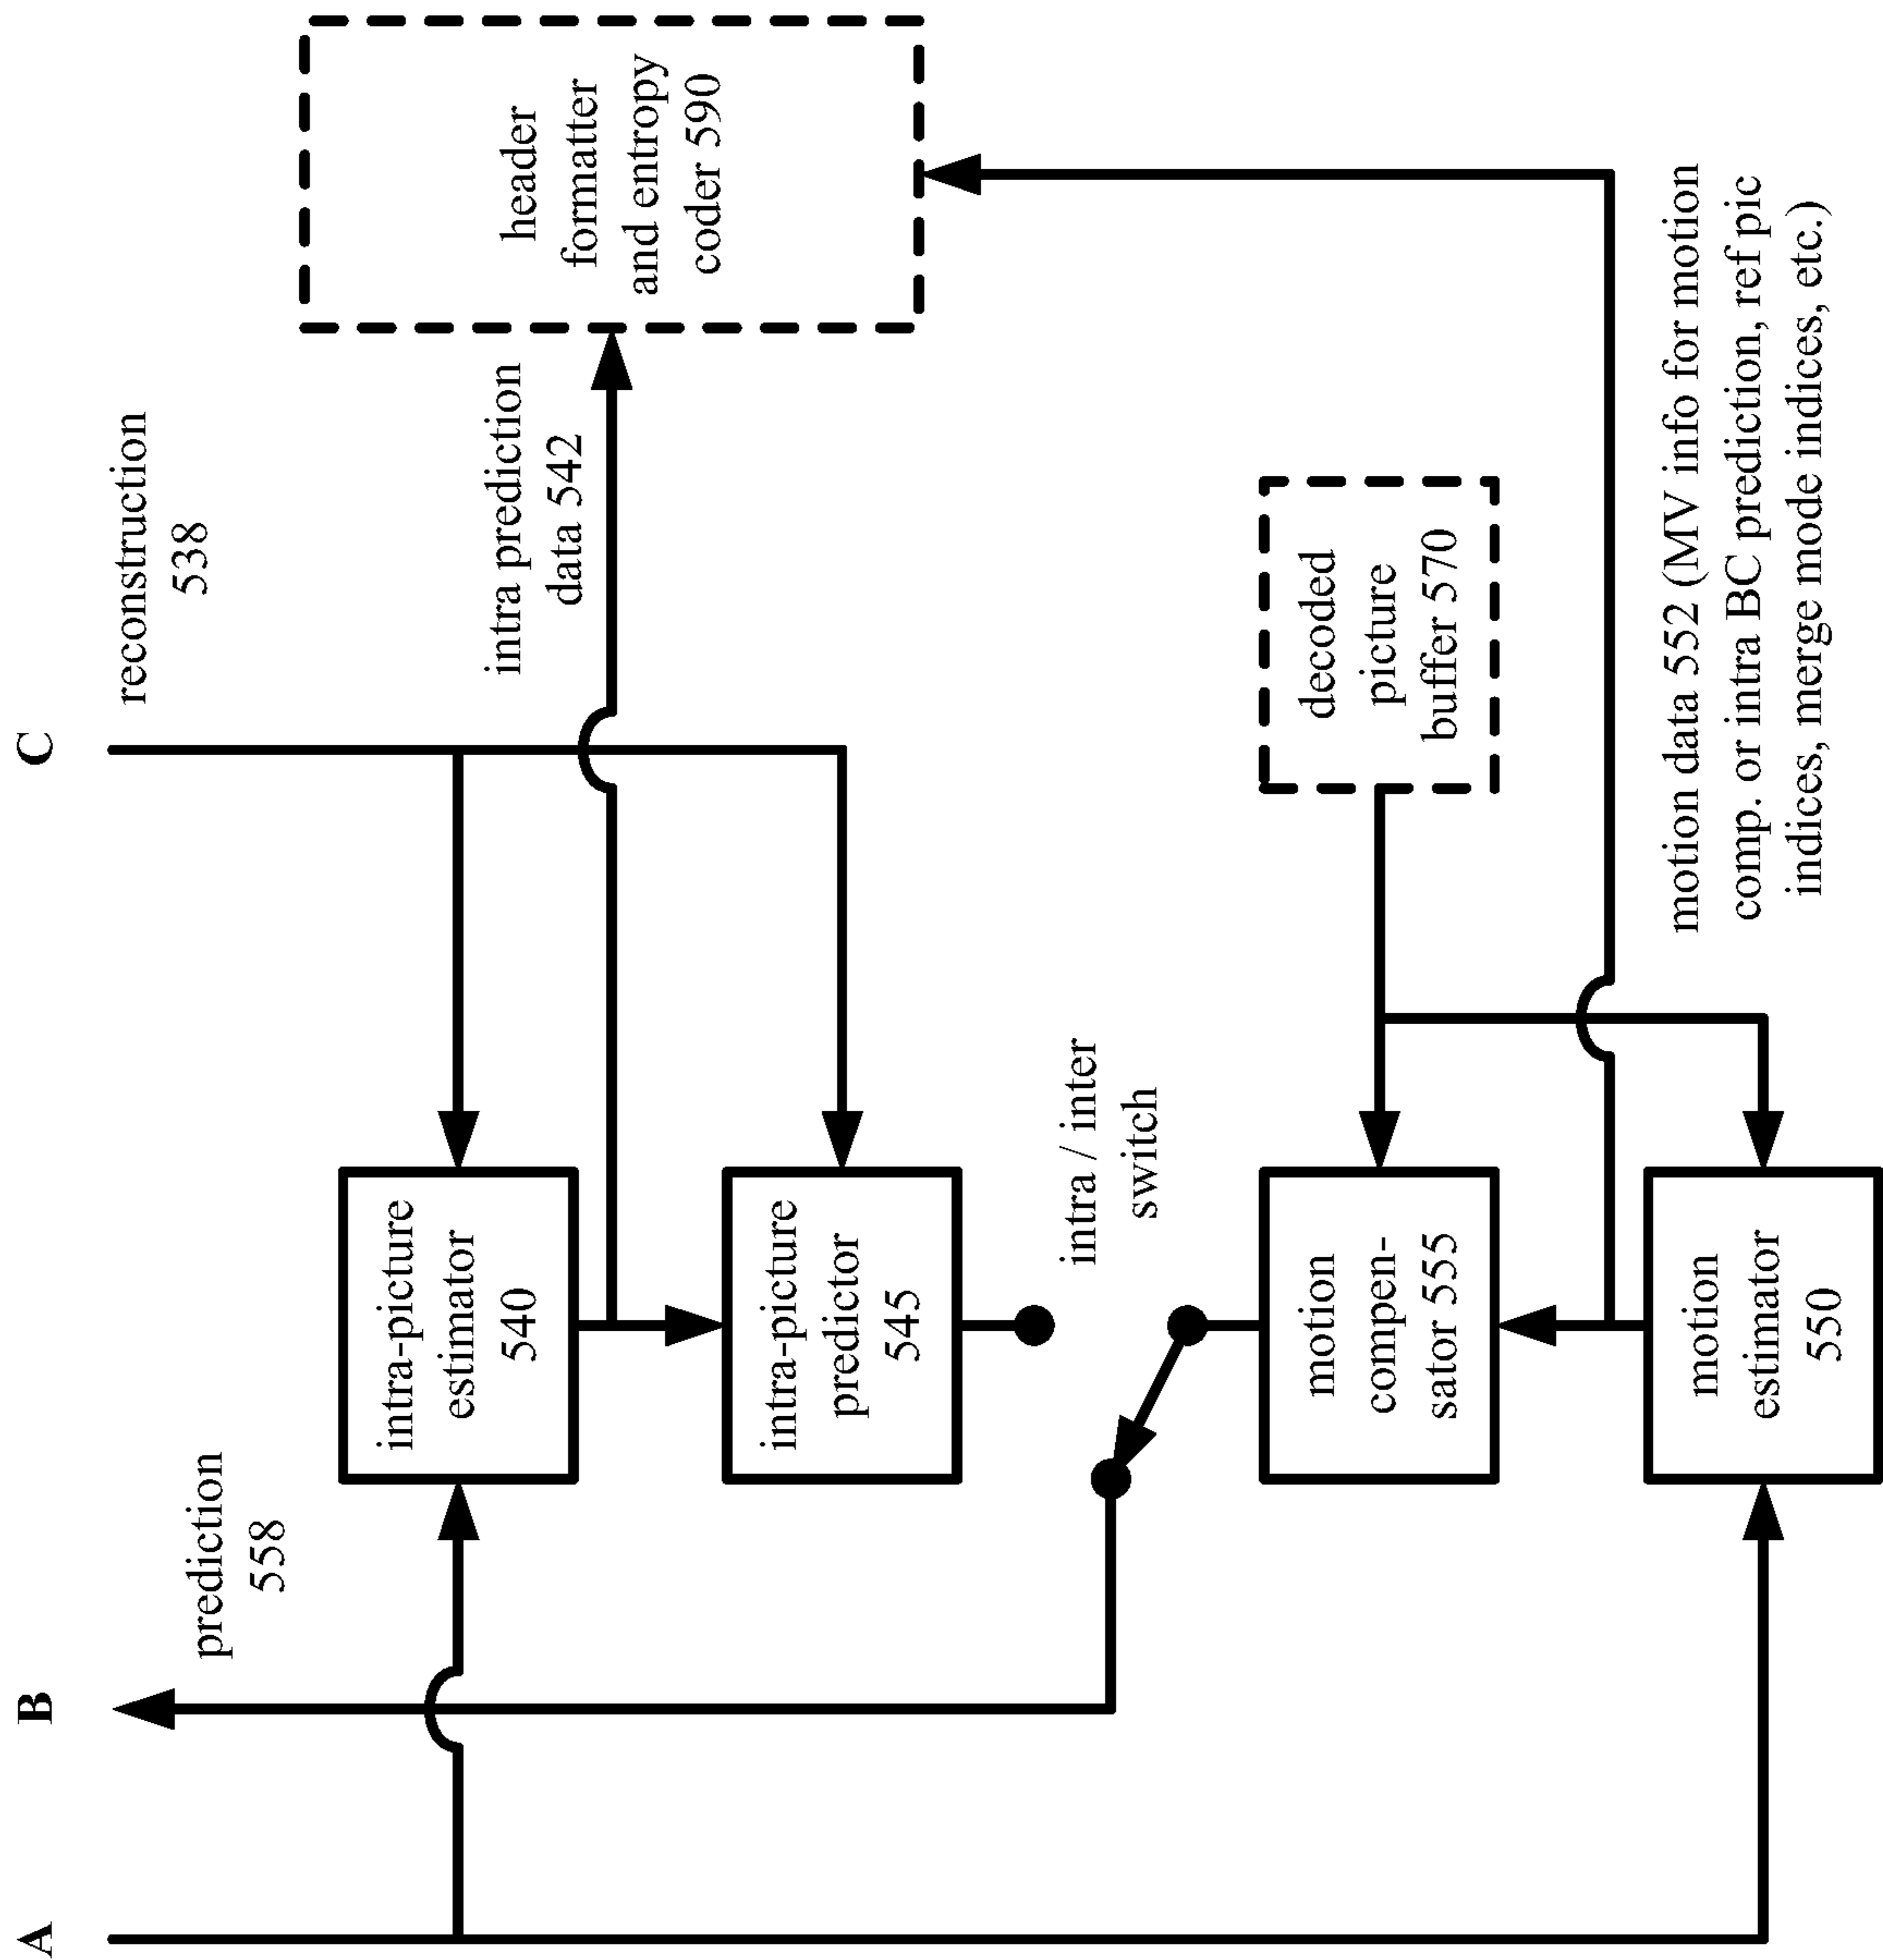 A
B
C
prediction
558
reconstruction
538
intra-picture
estimator
540
intra prediction
data 542
header
formatter
and entropy
coder 590
intra-picture
predictor
545
intra / inter
switch
motion
compen-
sator 555
decoded
picture
buffer 570
motion
estimator
550
motion data 552 (MV info for motion
comp. or intra BC prediction, ref pic
indices, merge mode indices, etc.)